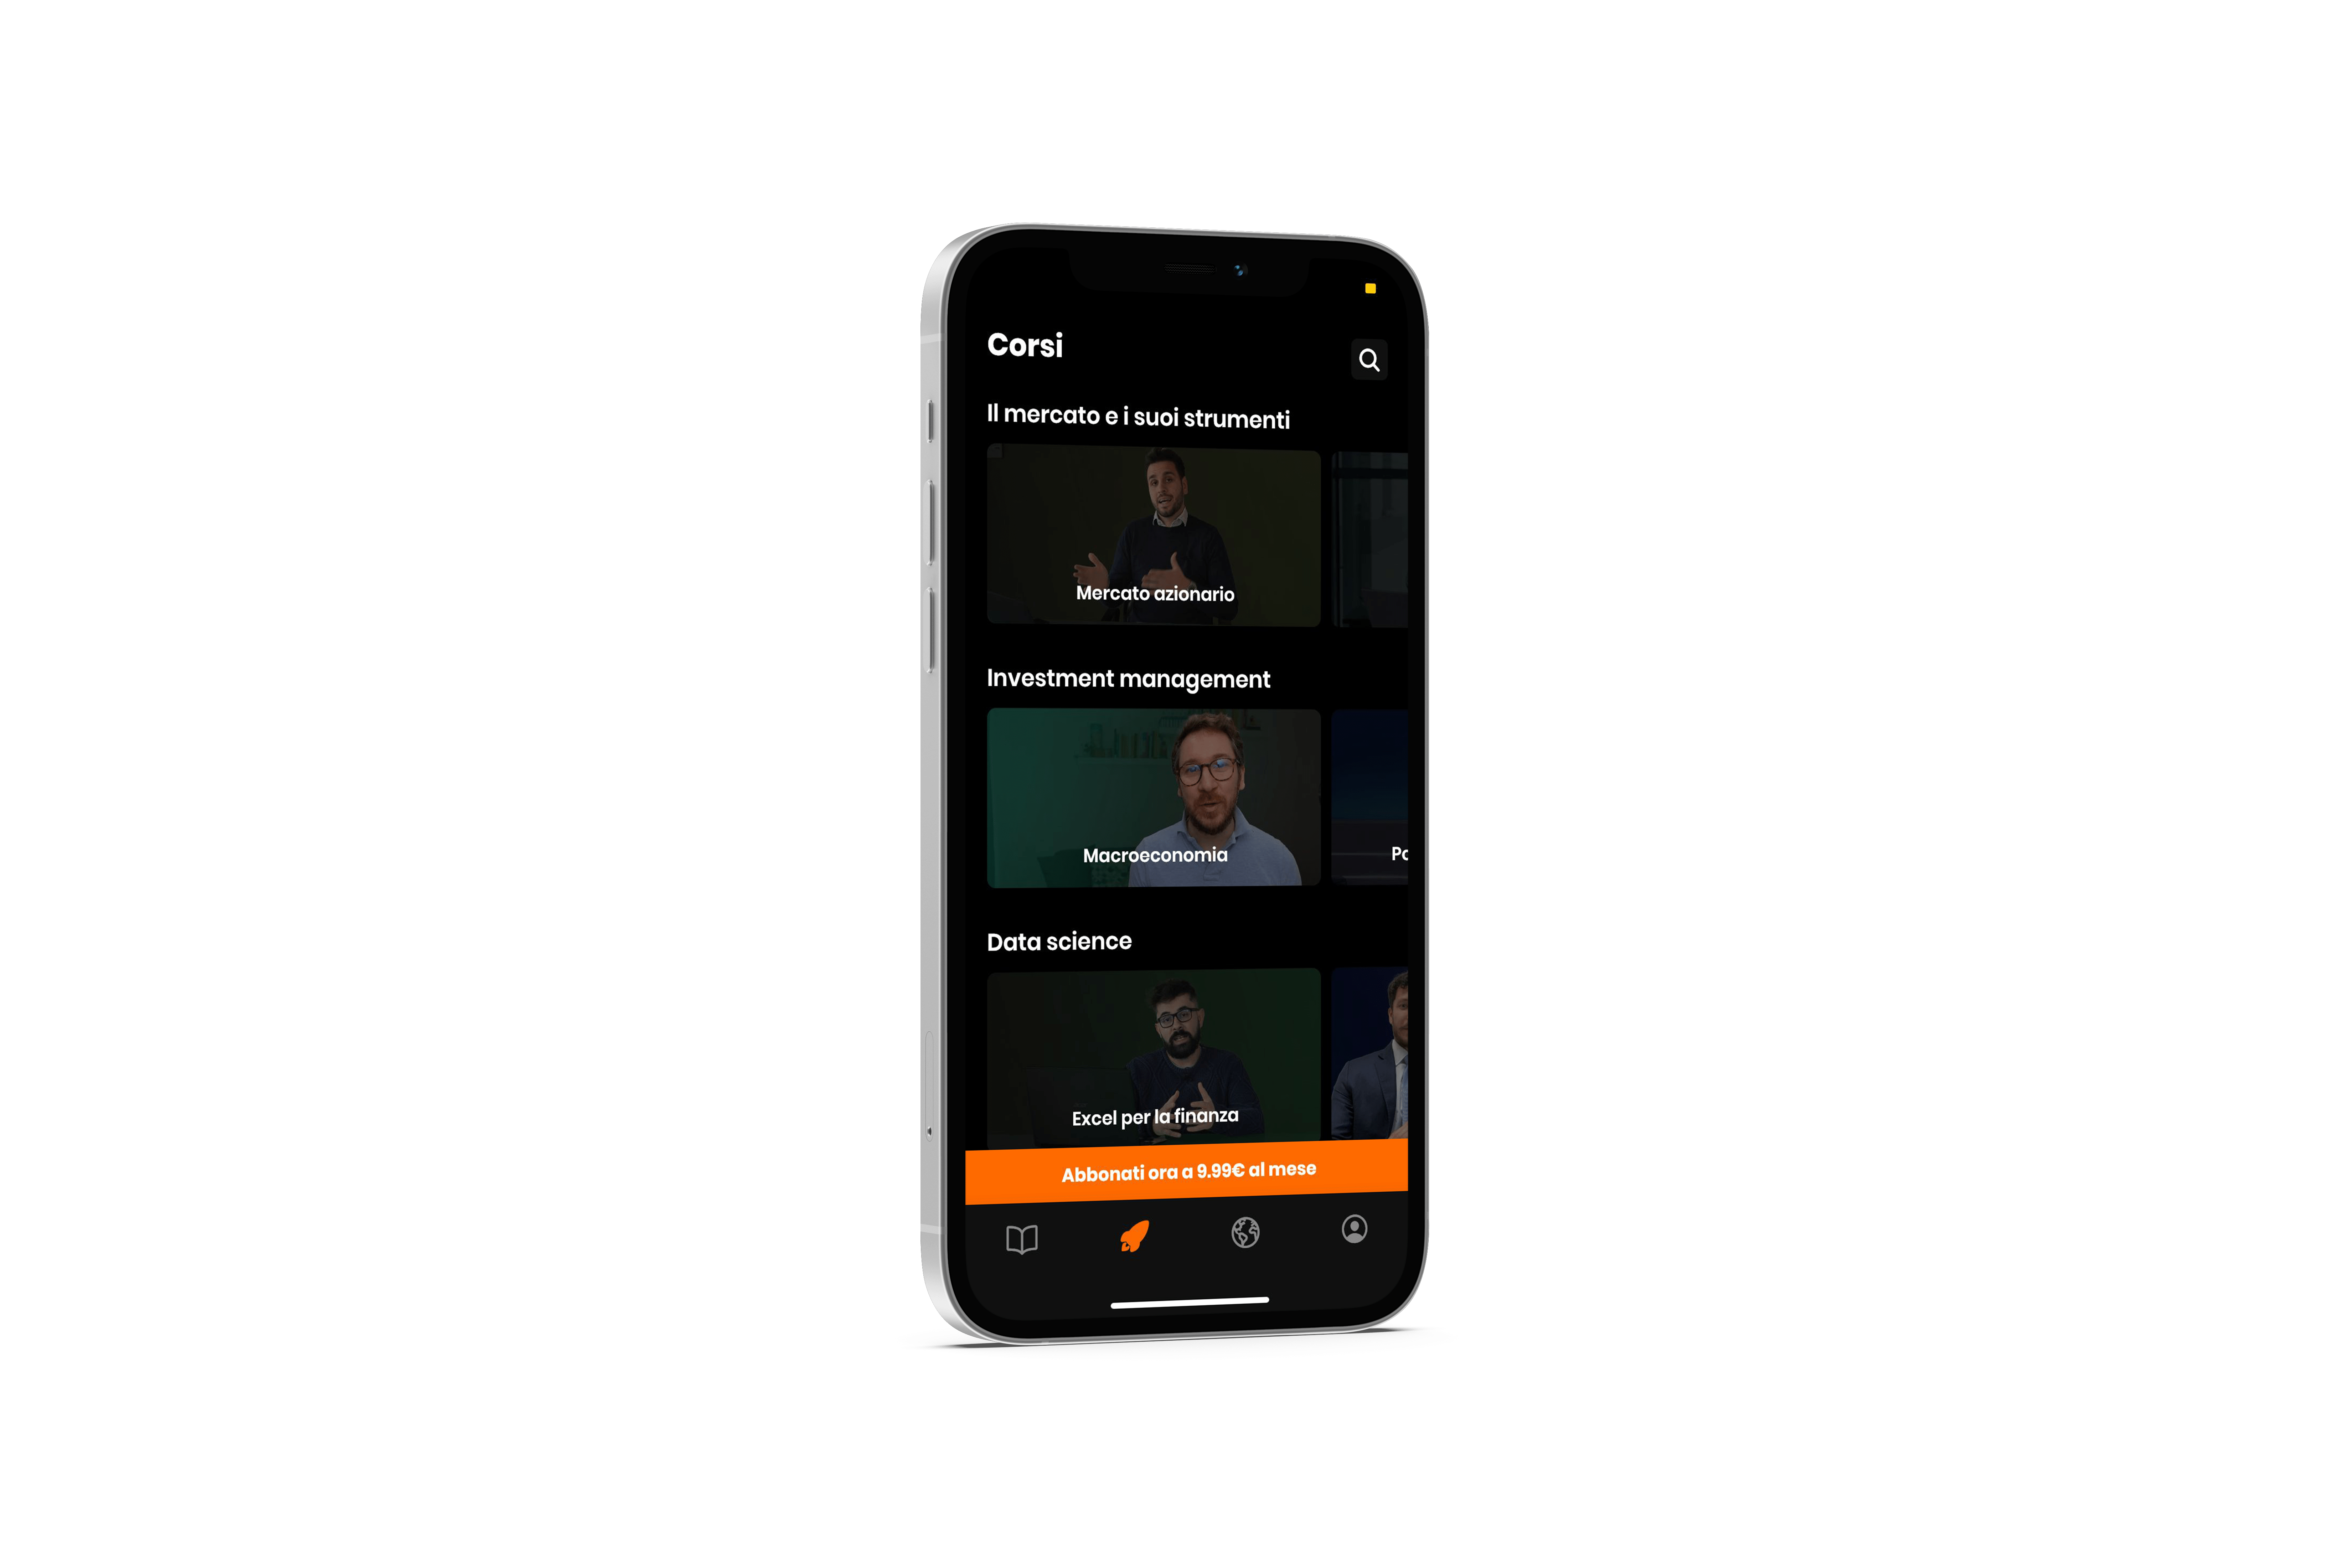 Corsi
Il mercato e i suoi strumenti
Mercato azionario
Investment management
Macroeconomia
Po
Data science
Excel per la finanza
Abbonati ora a 9.99€ al mese